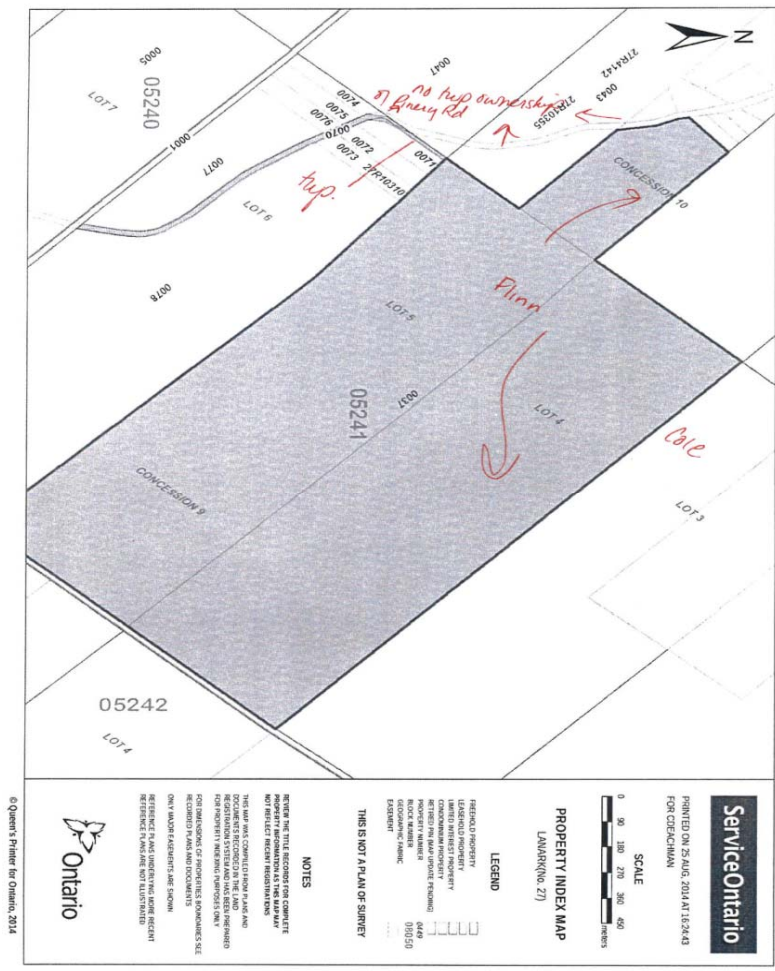 N
0005
05240
LOT 7
0047
27R4142
0043
27R10255
no twp ownership
of Pinery Rd
0074
0075
0076
0070
0072
0073
0071
27R10310
0001
0077
twp.
LOT 6
0078
CONCESSION 10
Flinn
LOT 5
LOT 4
0037
05241
CONCESSION 9
Cole
LOT 3
05242
LOT 4
ServiceOntario
PRINTED ON 25 AUG, 2014 AT 16:24:43
FOR COEACHMAN
SCALE
0 90 180 270 360 450
meters
PROPERTY INDEX MAP
LANARK(No. 27)
LEGEND
FREEHOLD PROPERTY
LEASEHOLD PROPERTY
LIMITED INTEREST PROPERTY
CONDOMINIUM PROPERTY
RETIRED PIN (MAP UPDATE PENDING)
PROPERTY NUMBER 0449
BLOCK NUMBER 08050
GEOGRAPHIC FABRIC
EASEMENT
THIS IS NOT A PLAN OF SURVEY
NOTES
REVIEW THE TITLE RECORDS FOR COMPLETE
PROPERTY INFORMATION AS THIS MAP MAY
NOT REFLECT RECENT REGISTRATIONS
THIS MAP WAS COMPILED FROM PLANS AND
DOCUMENTS RECORDED IN THE LAND
REGISTRATION SYSTEM AND HAS BEEN PREPARED
FOR PROPERTY INDEXING PURPOSES ONLY
FOR DIMENSIONS OF PROPERTIES BOUNDARIES SEE
RECORDED PLANS AND DOCUMENTS
ONLY MAJOR EASEMENTS ARE SHOWN
REFERENCE PLANS UNDERLYING MORE RECENT
REFERENCE PLANS ARE NOT ILLUSTRATED
Ontario
© Queen's Printer for Ontario, 2014